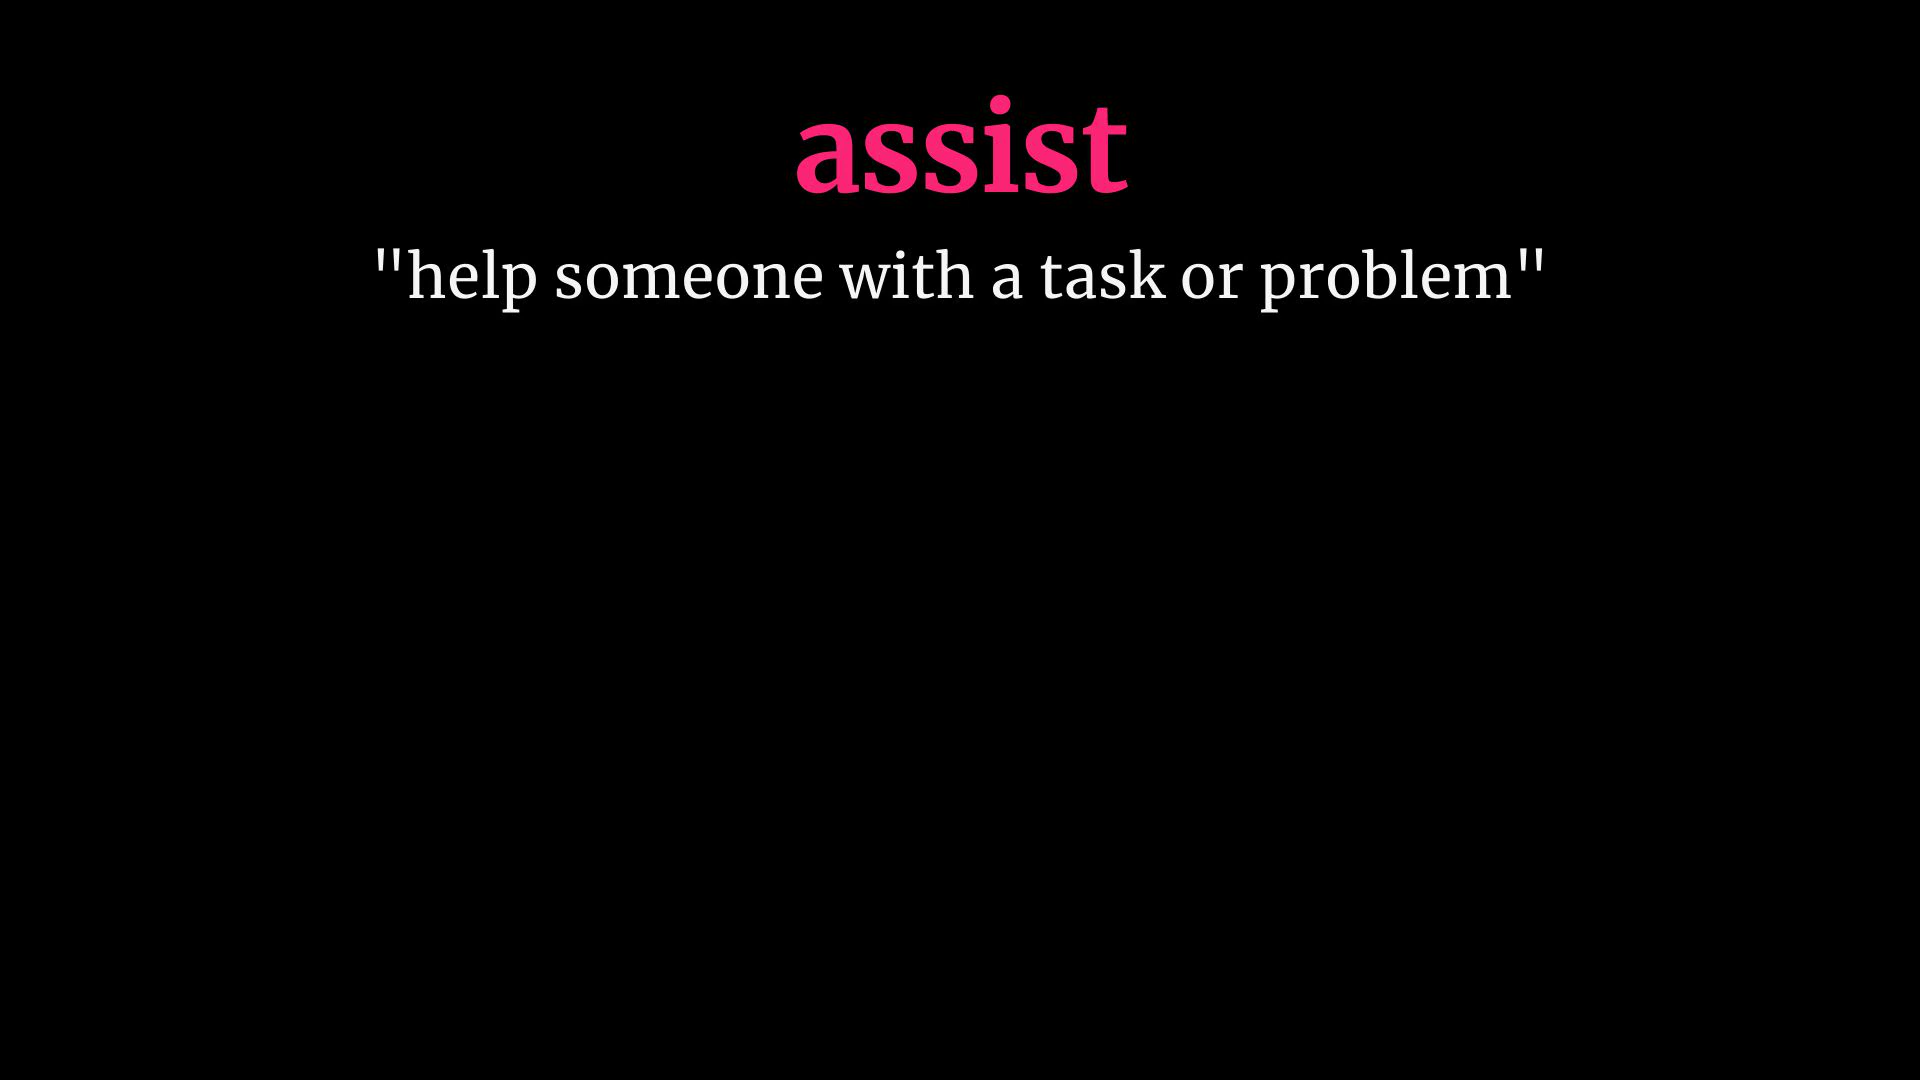 assist
"help someone with a task or problem"